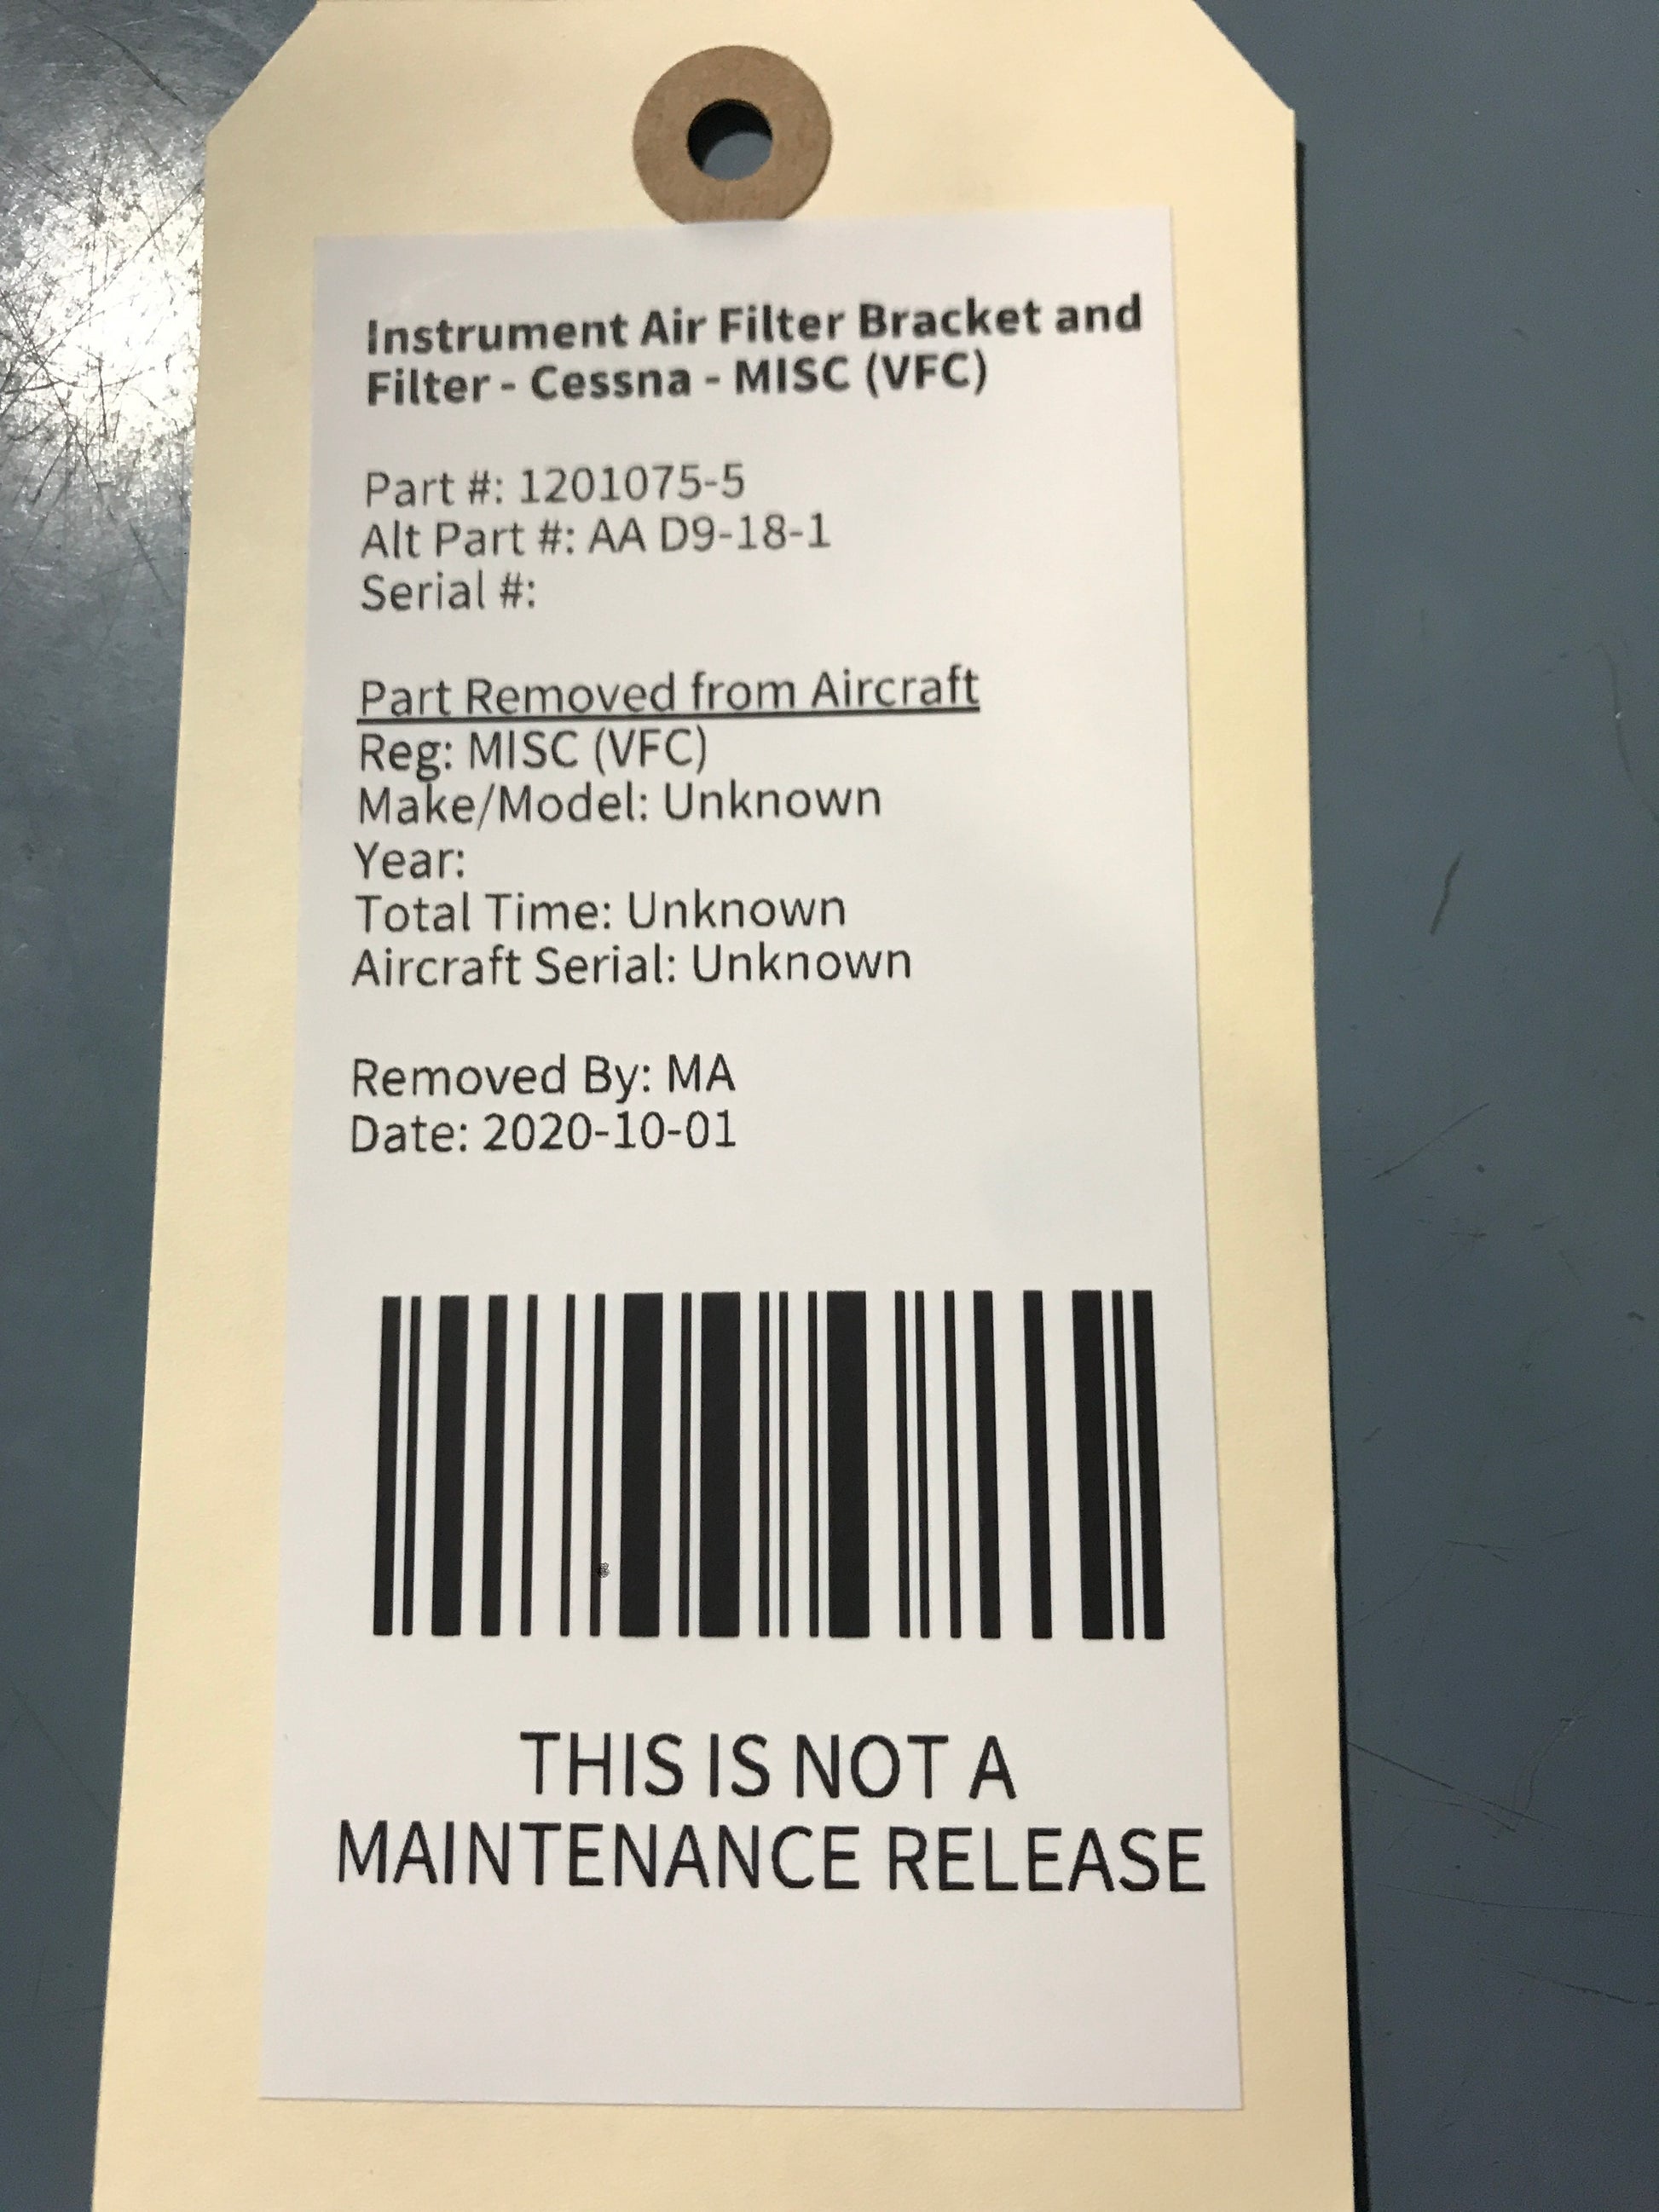 Instrument Air Filter Bracket and
Filter - Cessna - MISC (VFC)
Part #: 1201075-5
Alt Part #: AA D9-18-1
Serial #:
Part Removed from Aircraft
Reg: MISC (VFC)
Make/Model: Unknown
Year:
Total Time: Unknown
Aircraft Serial: Unknown
Removed By: MA
Date: 2020-10-01
THIS IS NOT A
MAINTENANCE RELEASE